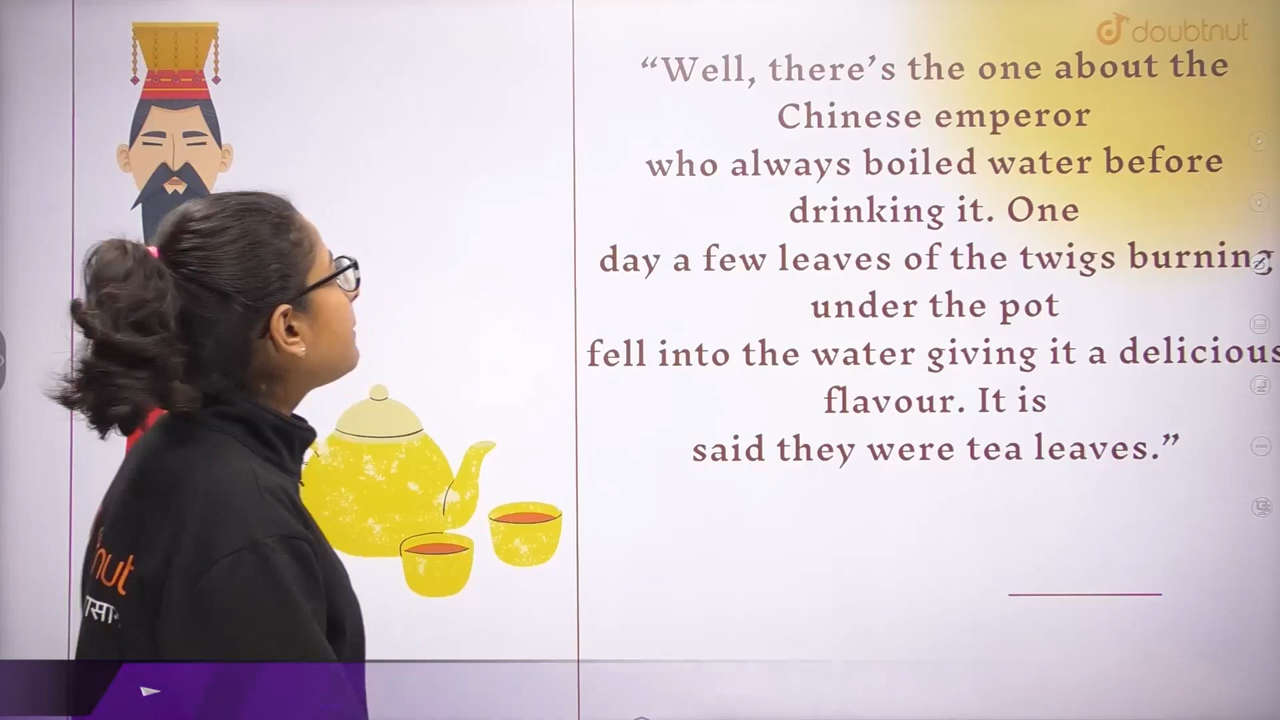 doubtnut
“Well, there’s the one about the
Chinese emperor
who always boiled water before
drinking it. One
day a few leaves of the twigs burning
under the pot
fell into the water giving it a delicious
flavour. It is
said they were tea leaves.”
nut